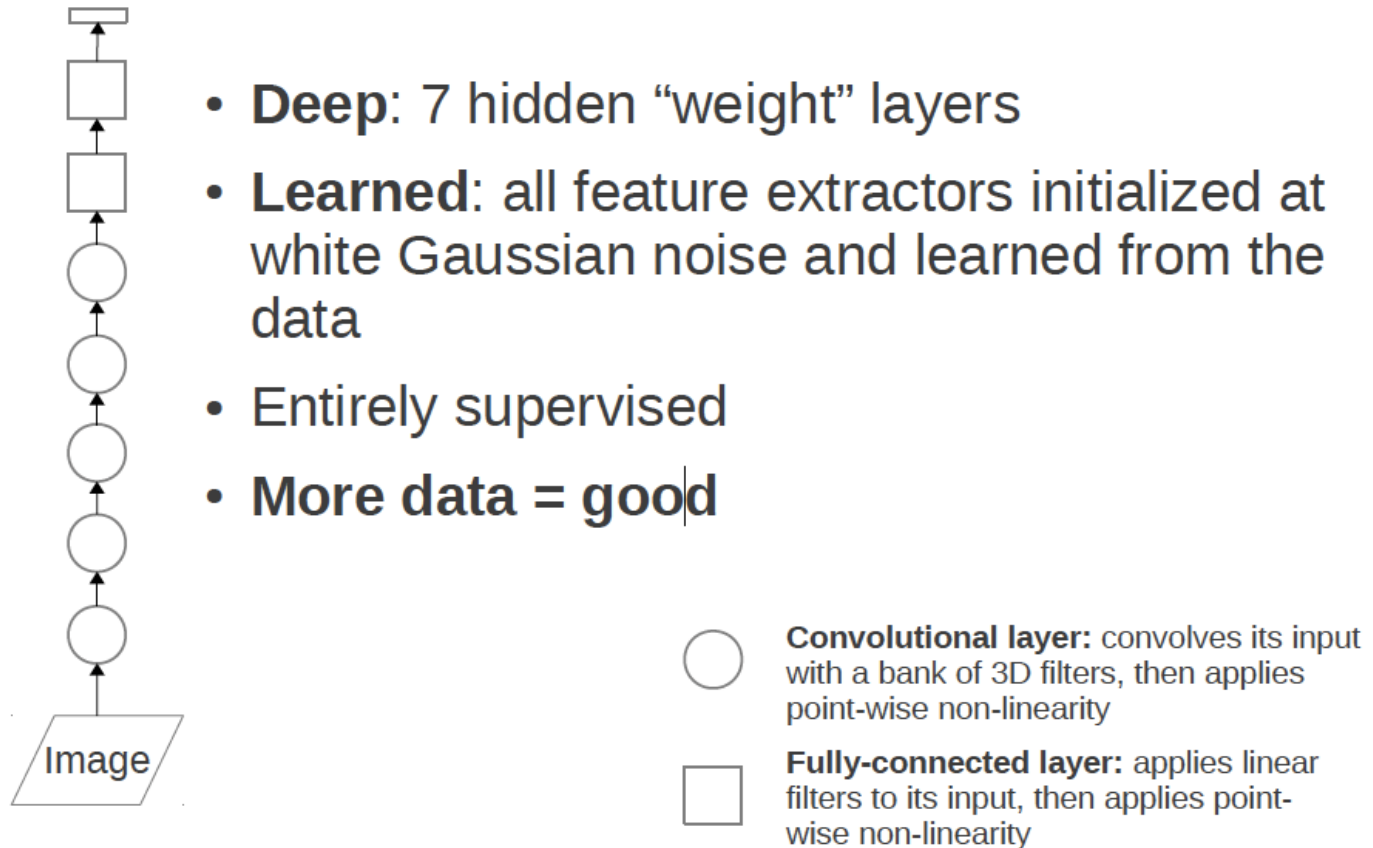 • Deep: 7 hidden “weight” layers
• Learned: all feature extractors initialized at
white Gaussian noise and learned from the
data
• Entirely supervised
• More data = good
Convolutional layer: convolves its input
with a bank of 3D filters, then applies
point-wise non-linearity
Image
Fully-connected layer: applies linear
filters to its input, then applies point-
wise non-linearity